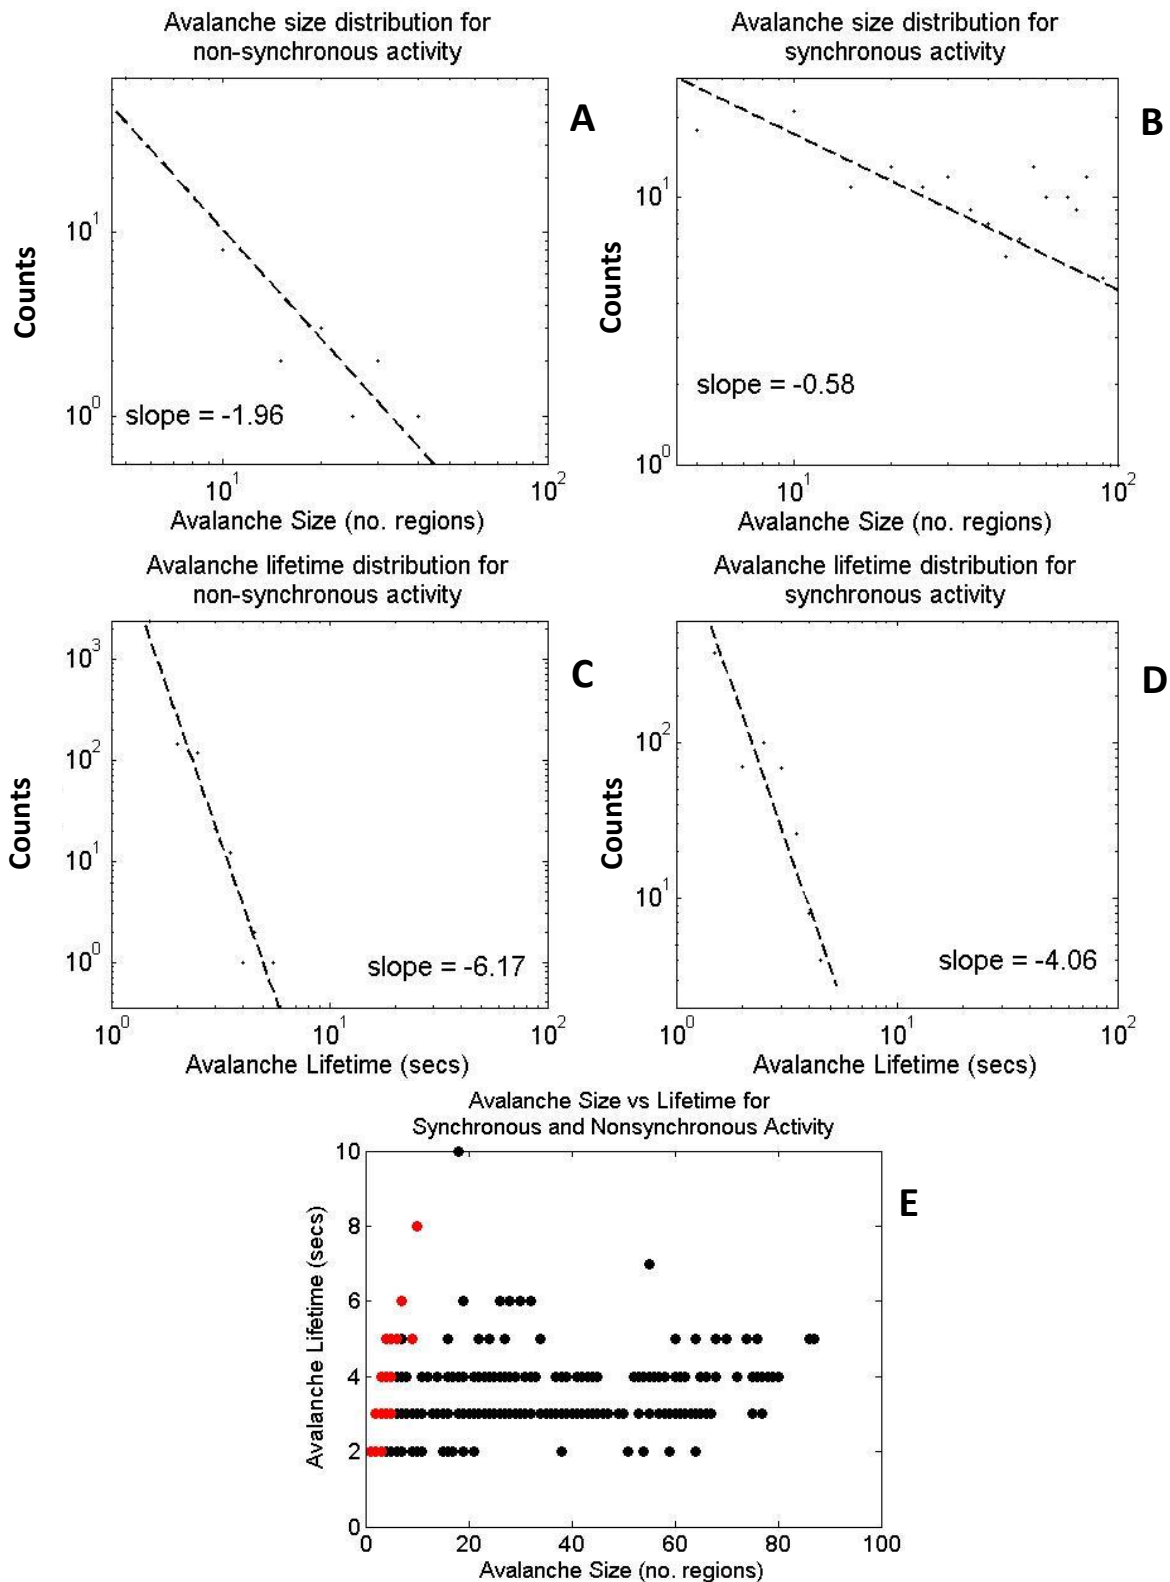 Avalanche size distribution for
non-synchronous activity
A
Counts
10^1
10^0
slope = -1.96
10^1
10^2
Avalanche Size (no. regions)
Avalanche size distribution for
synchronous activity
B
Counts
10^1
10^0
slope = -0.58
10^1
10^2
Avalanche Size (no. regions)
Avalanche lifetime distribution for
non-synchronous activity
C
Counts
10^3
10^2
10^1
10^0
slope = -6.17
10^0
10^1
10^2
Avalanche Lifetime (secs)
Avalanche lifetime distribution for
synchronous activity
D
Counts
10^2
10^1
slope = -4.06
10^0
10^1
10^2
Avalanche Lifetime (secs)
Avalanche Size vs Lifetime for
Synchronous and Nonsynchronous Activity
E
Avalanche Lifetime (secs)
10
8
6
4
2
0
0
20
40
60
80
100
Avalanche Size (no. regions)